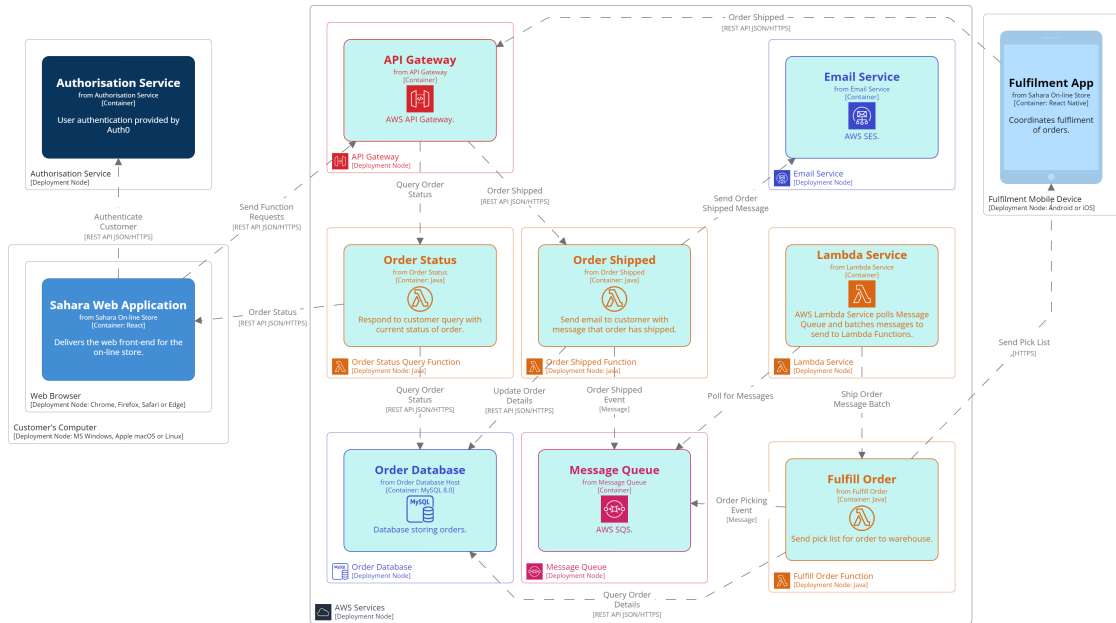 Order Shipped
[REST API JSON/HTTPS]
Authorisation Service
from Authorisation Service
[Container]
User authentication provided by
Auth0
Authorisation Service
[Deployment Node]
API Gateway
from API Gateway
[Container]
AWS API Gateway.
API Gateway
[Deployment Node]
Email Service
from Email Service
[Container]
AWS SES.
Email Service
[Deployment Node]
Fulfilment App
from Sahara On-line Store
[Container: React Native]
Coordinates fulfliment
of orders.
Fulfilment Mobile Device
[Deployment Node: Android or iOS]
Authenticate
Customer
[REST API JSON/HTTPS]
Send Function
Requests
[REST API JSON/HTTPS]
Query Order
Status
[REST API JSON/HTTPS]
Order Shipped
[REST API JSON/HTTPS]
Send Order
Shipped Message
Sahara Web Application
from Sahara On-line Store
[Container: React]
Delivers the web front-end for the
on-line store.
Web Browser
[Deployment Node: Chrome, Firefox, Safari or Edge]
Customer's Computer
[Deployment Node: MS Windows, Apple macOS or Linux]
Order Status
[REST API JSON/HTTPS]
Order Status
from Order Status
[Container: Java]
Respond to customer query with
current status of order.
Order Status Query Function
[Deployment Node: Java]
Order Shipped
from Order Shipped
[Container: Java]
Send email to customer with
message that order has shipped.
Order Shipped Function
[Deployment Node: Java]
Lambda Service
from Lambda Service
[Container]
AWS Lambda Service polls Message
Queue and batches messages to
send to Lambda Functions.
Lambda Service
[Deployment Node]
Send Pick List
[HTTPS]
Query Order
Status
[REST API JSON/HTTPS]
Update Order
Details
[REST API JSON/HTTPS]
Order Shipped
Event
[Message]
Poll for Messages
Ship Order
Message Batch
Order Database
from Order Database Host
[Container: MySQL 8.0]
MySQL
Database storing orders.
MySQL
Order Database
[Deployment Node]
Message Queue
from Message Queue
[Container]
AWS SQS.
Message Queue
[Deployment Node]
Order Picking
Event
[Message]
Fulfill Order
from Fulfill Order
[Container: Java]
Send pick list for order to warehouse.
Fulfill Order Function
[Deployment Node: Java]
Query Order
Details
[REST API JSON/HTTPS]
AWS Services
[Deployment Node]